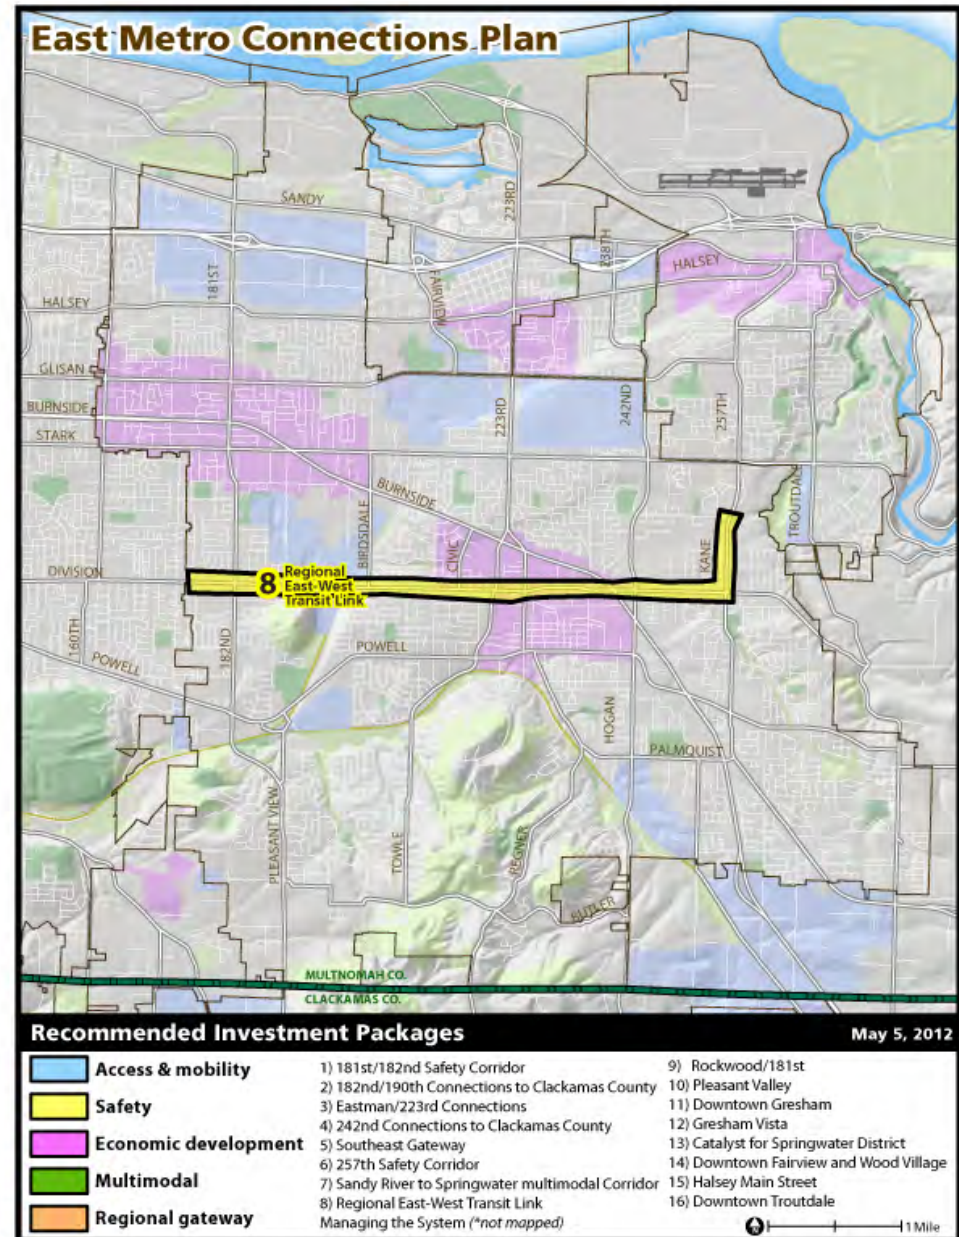 East Metro Connections Plan
SANDY
223RD
181ST
FAIRVIEW
238TH
HALSEY
HALSEY
GLISAN
BURNSIDE
STARK
223RD
242ND
257TH
BURNSIDE
BIRDSDALE
CIVIC
KANE
TROUTDAL
DIVISION
8 Regional
East-West
Transit Link
160TH
182ND
POWELL
POWELL
HOGAN
PALMQUIST
PLEASANT VIEW
TOWLE
REGNER
BUTLER
MULTNOMAH CO.
CLACKAMAS CO.
Recommended Investment Packages
May 5, 2012
Access & mobility
Safety
Economic development
Multimodal
Regional gateway
1) 181st/182nd Safety Corridor
2) 182nd/190th Connections to Clackamas County
3) Eastman/223rd Connections
4) 242nd Connections to Clackamas County
5) Southeast Gateway
6) 257th Safety Corridor
7) Sandy River to Springwater multimodal Corridor
8) Regional East-West Transit Link
Managing the System (*not mapped)
9) Rockwood/181st
10) Pleasant Valley
11) Downtown Gresham
12) Gresham Vista
13) Catalyst for Springwater District
14) Downtown Fairview and Wood Village
15) Halsey Main Street
16) Downtown Troutdale
1 Mile